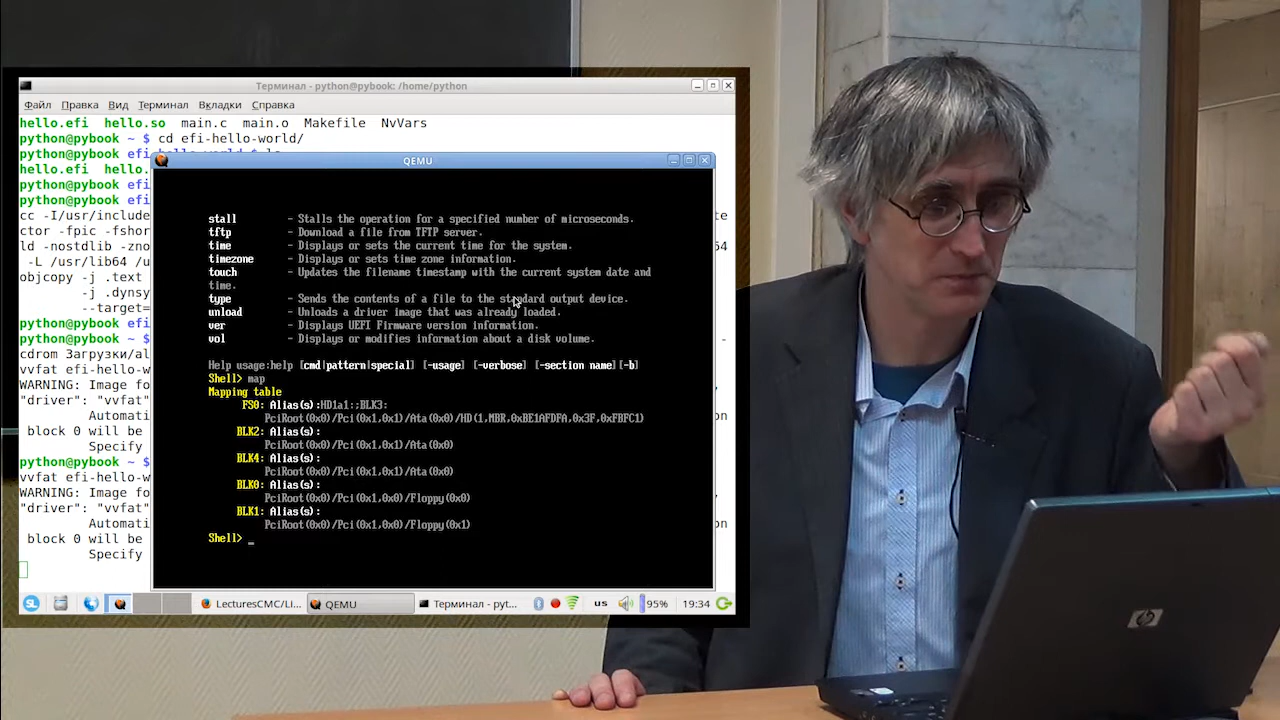 Терминал - python@pybook: /home/python
Файл Правка Вид Терминал Вкладки Справка
hello.efi hello.so main.c main.o Makefile NvVars
python@pybook ~ $ cd efi-hello-world/
python@pybook
hello.efi hello.
python@pybook efi
python@pybook efi
cc -I/usr/include
ctor -fpic -fshor
ld -nostdlib -zno
-L /usr/lib64 /u
objcopy -j .text
-j .dynsy
--target=
python@pybook efi
python@pybook ~ $
cdrom Загрузки/al
vvfat efi-hello-w
WARNING: Image fo
"driver": "vvfat"
Automati
block 0 will be
Specify
python@pybook ~ $
vvfat efi-hello-w
WARNING: Image fo
"driver": "vvfat"
Automati
block 0 will be
Specify
QEMU
stall - Stalls the operation for a specified number of microseconds.
tftp - Download a file from TFTP server.
time - Displays or sets the current time for the system.
timezone - Displays or sets time zone information.
touch - Updates the filename timestamp with the current system date and
time.
type - Sends the contents of a file to the standard output device.
unload - Unloads a driver image that was already loaded.
ver - Displays UEFI Firmware version information.
vol - Displays or modifies information about a disk volume.
Help usage:help [cmd|pattern|special] [-usage] [-verbose] [-section name][-b]
Shell> map
Mapping table
FS0: Alias(s):HD1a1::BLK3:
PciRoot(0x0)/Pci(0x1,0x1)/Ata(0x0)/HD(1,MBR,0xBE1AFDFA,0x3F,0xFBFC1)
BLK2: Alias(s):
PciRoot(0x0)/Pci(0x1,0x1)/Ata(0x0)
BLK4: Alias(s):
PciRoot(0x0)/Pci(0x1,0x1)/Ata(0x0)
BLK0: Alias(s):
PciRoot(0x0)/Pci(0x1,0x0)/Floppy(0x0)
BLK1: Alias(s):
PciRoot(0x0)/Pci(0x1,0x0)/Floppy(0x1)
Shell> _
LecturesCMC/Li... QEMU Терминал - pyt... us 95% 19:34
hp